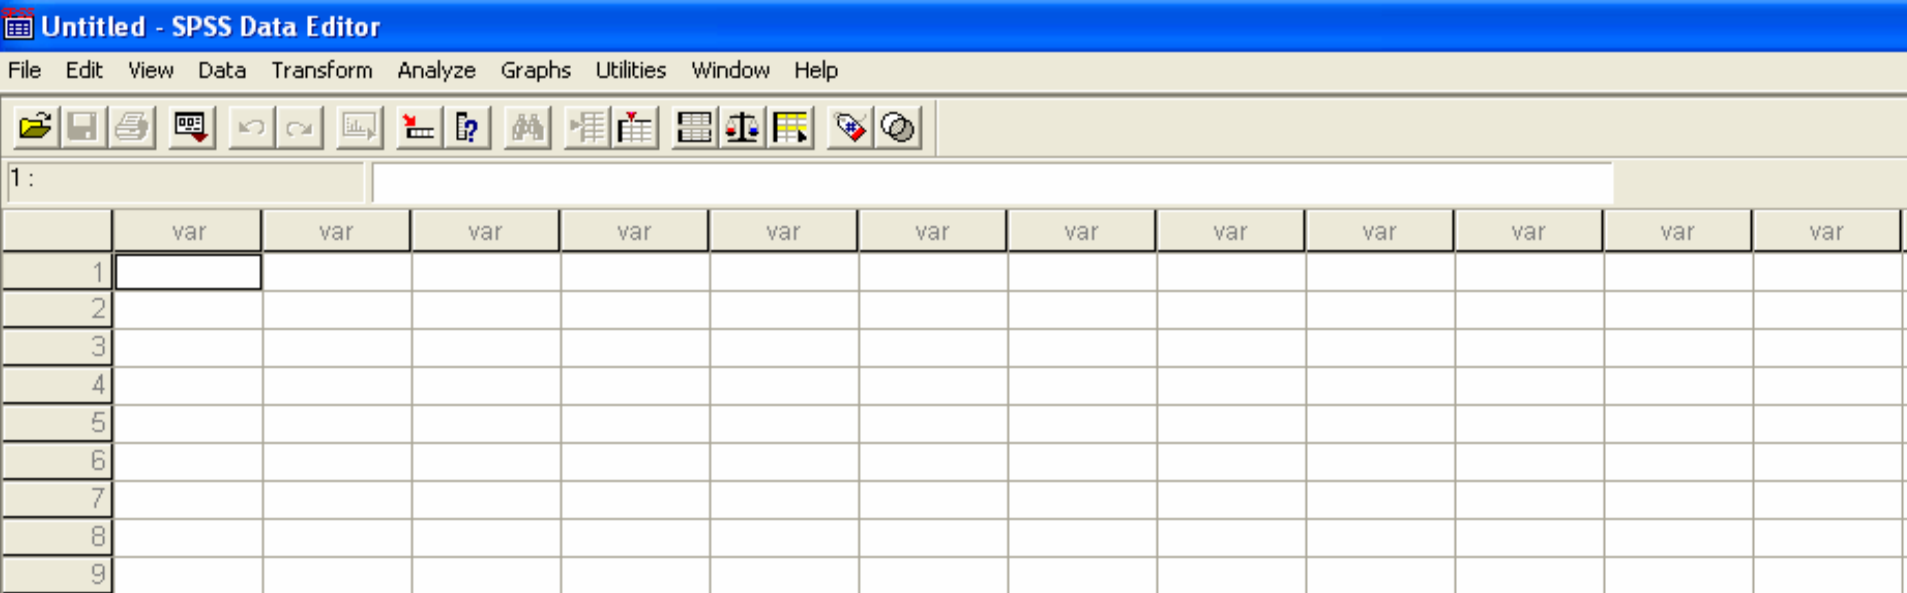 SPSS
Untitled - SPSS Data Editor
File Edit View Data Transform Analyze Graphs Utilities Window Help
1 :
var var var var var var var var var var var var
1
2
3
4
5
6
7
8
9